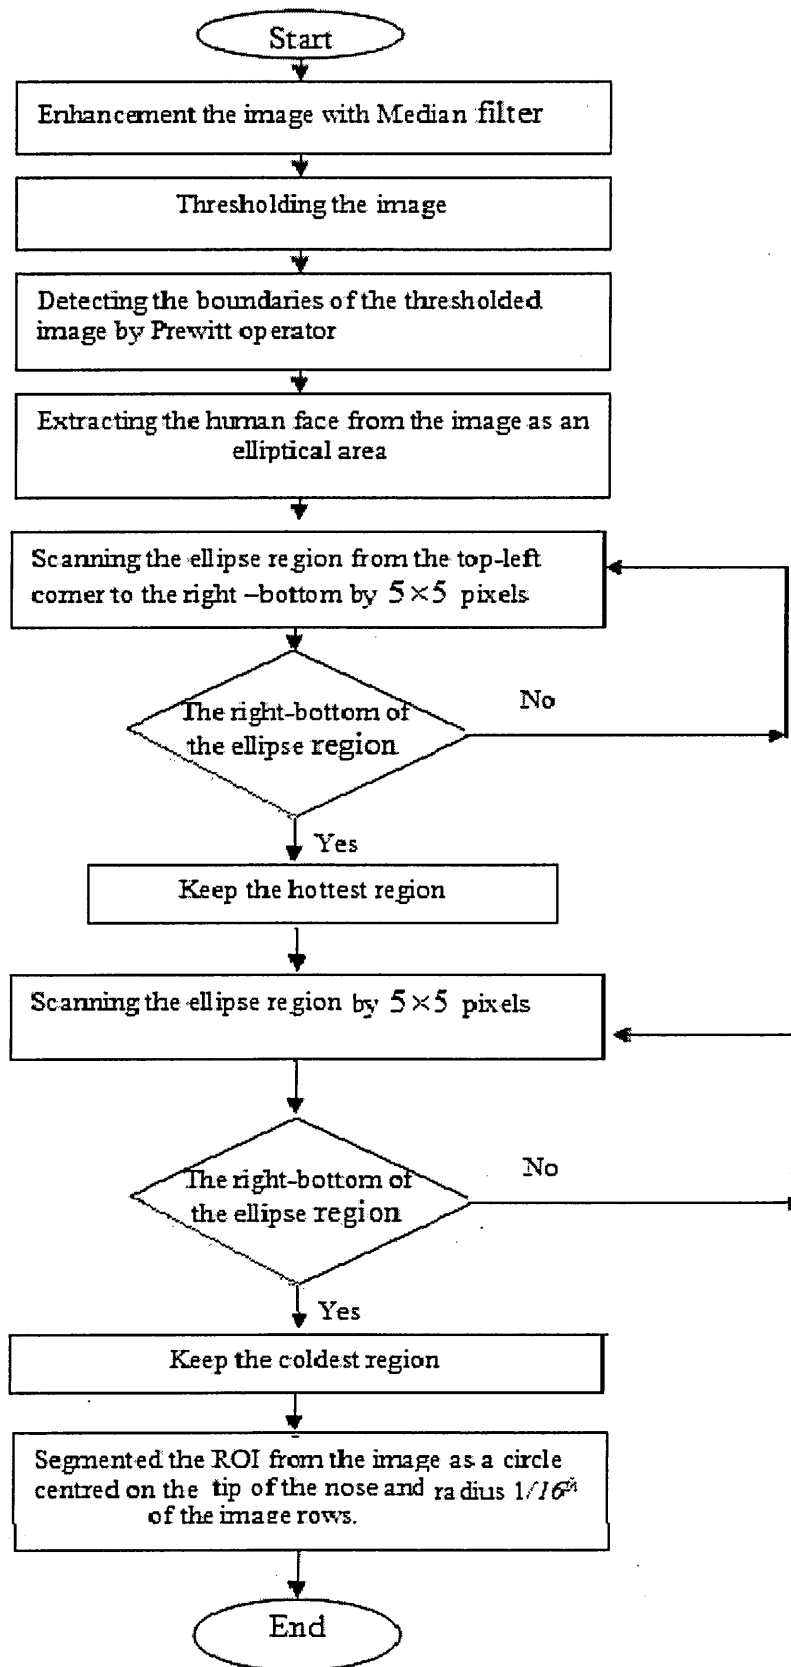 Start
Enhancement the image with Median filter
Thresholding the image
Detecting the boundaries of the thresholded
image by Prewitt operator
Extracting the human face from the image as an
elliptical area
Scanning the ellipse region from the top-left
corner to the right –bottom by 5×5 pixels
The right-bottom of
the ellipse region
No
Yes
Keep the hottest region
Scanning the ellipse region by 5×5 pixels
The right-bottom of
the ellipse region
No
Yes
Keep the coldest region
Segmented the ROI from the image as a circle
centred on the tip of the nose and radius 1/16th
of the image rows.
End